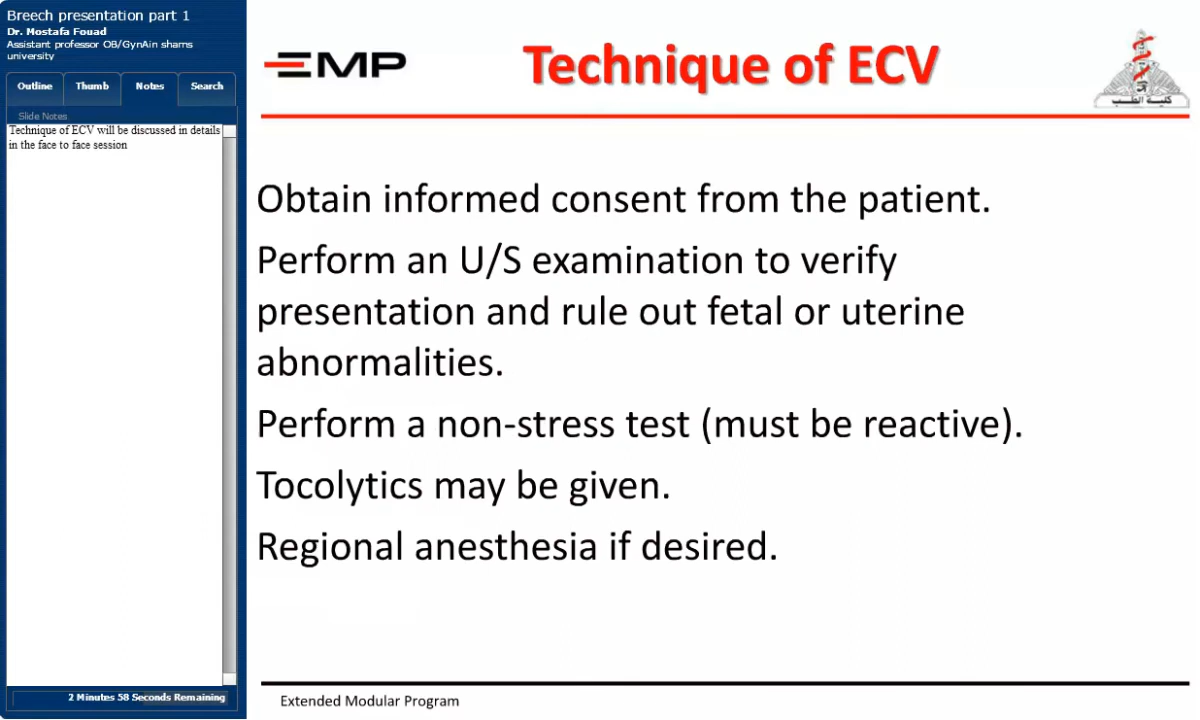 Breech presentation part 1
Dr. Mostafa Fouad
Assistant professor OB/GynAin shams
university
Outline
Thumb
Notes
Search
Slide Notes
Technique of ECV will be discussed in details
in the face to face session
2 Minutes 58 Seconds Remaining
EMP
Technique of ECV
كلية الطب
Obtain informed consent from the patient.
Perform an U/S examination to verify
presentation and rule out fetal or uterine
abnormalities.
Perform a non-stress test (must be reactive).
Tocolytics may be given.
Regional anesthesia if desired.
Extended Modular Program